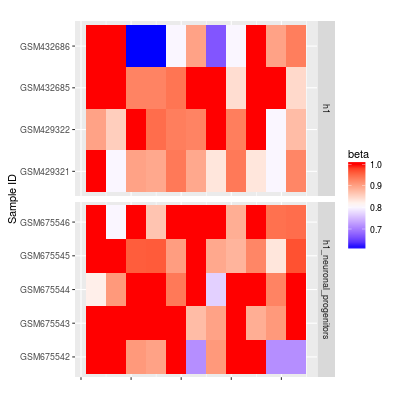 GSM432686
GSM432685
GSM429322
GSM429321
h1
GSM675546
GSM675545
GSM675544
GSM675543
GSM675542
h1_neuronal_progenitors
Sample ID
beta
1.0
0.9
0.8
0.7